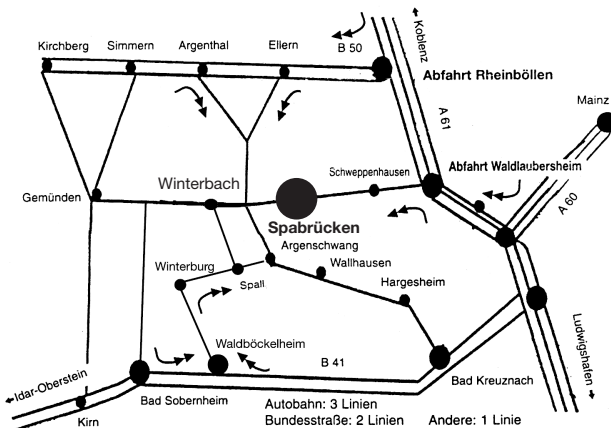 Kirchberg
Simmern
Argenthal
Ellern
B 50
Koblenz
Abfahrt Rheinböllen
Mainz
A 61
Schweppenhausen
Abfahrt Waldlaubersheim
Gemünden
Winterbach
A 60
Spabrücken
Argenschwang
Winterburg
Spall
Wallhausen
Hargesheim
Ludwigshafen
Waldböckelheim
B 41
Idar-Oberstein
Bad Kreuznach
Bad Sobernheim
Kirn
Autobahn: 3 Linien
Bundesstraße: 2 Linien Andere: 1 Linie